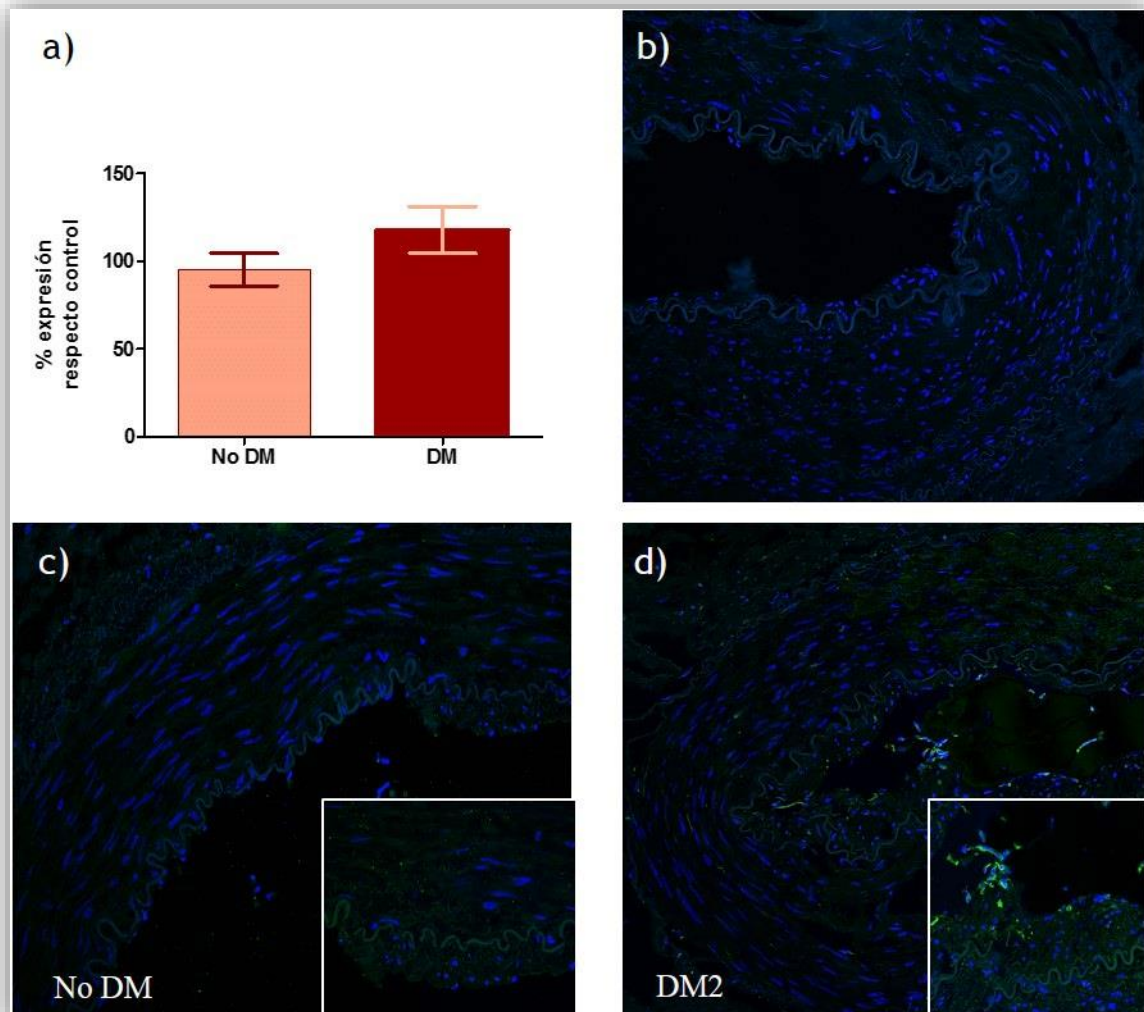 a)
150
100
50
0
% expresión
respecto control
No DM
DM
b)
c)
No DM
d)
DM2